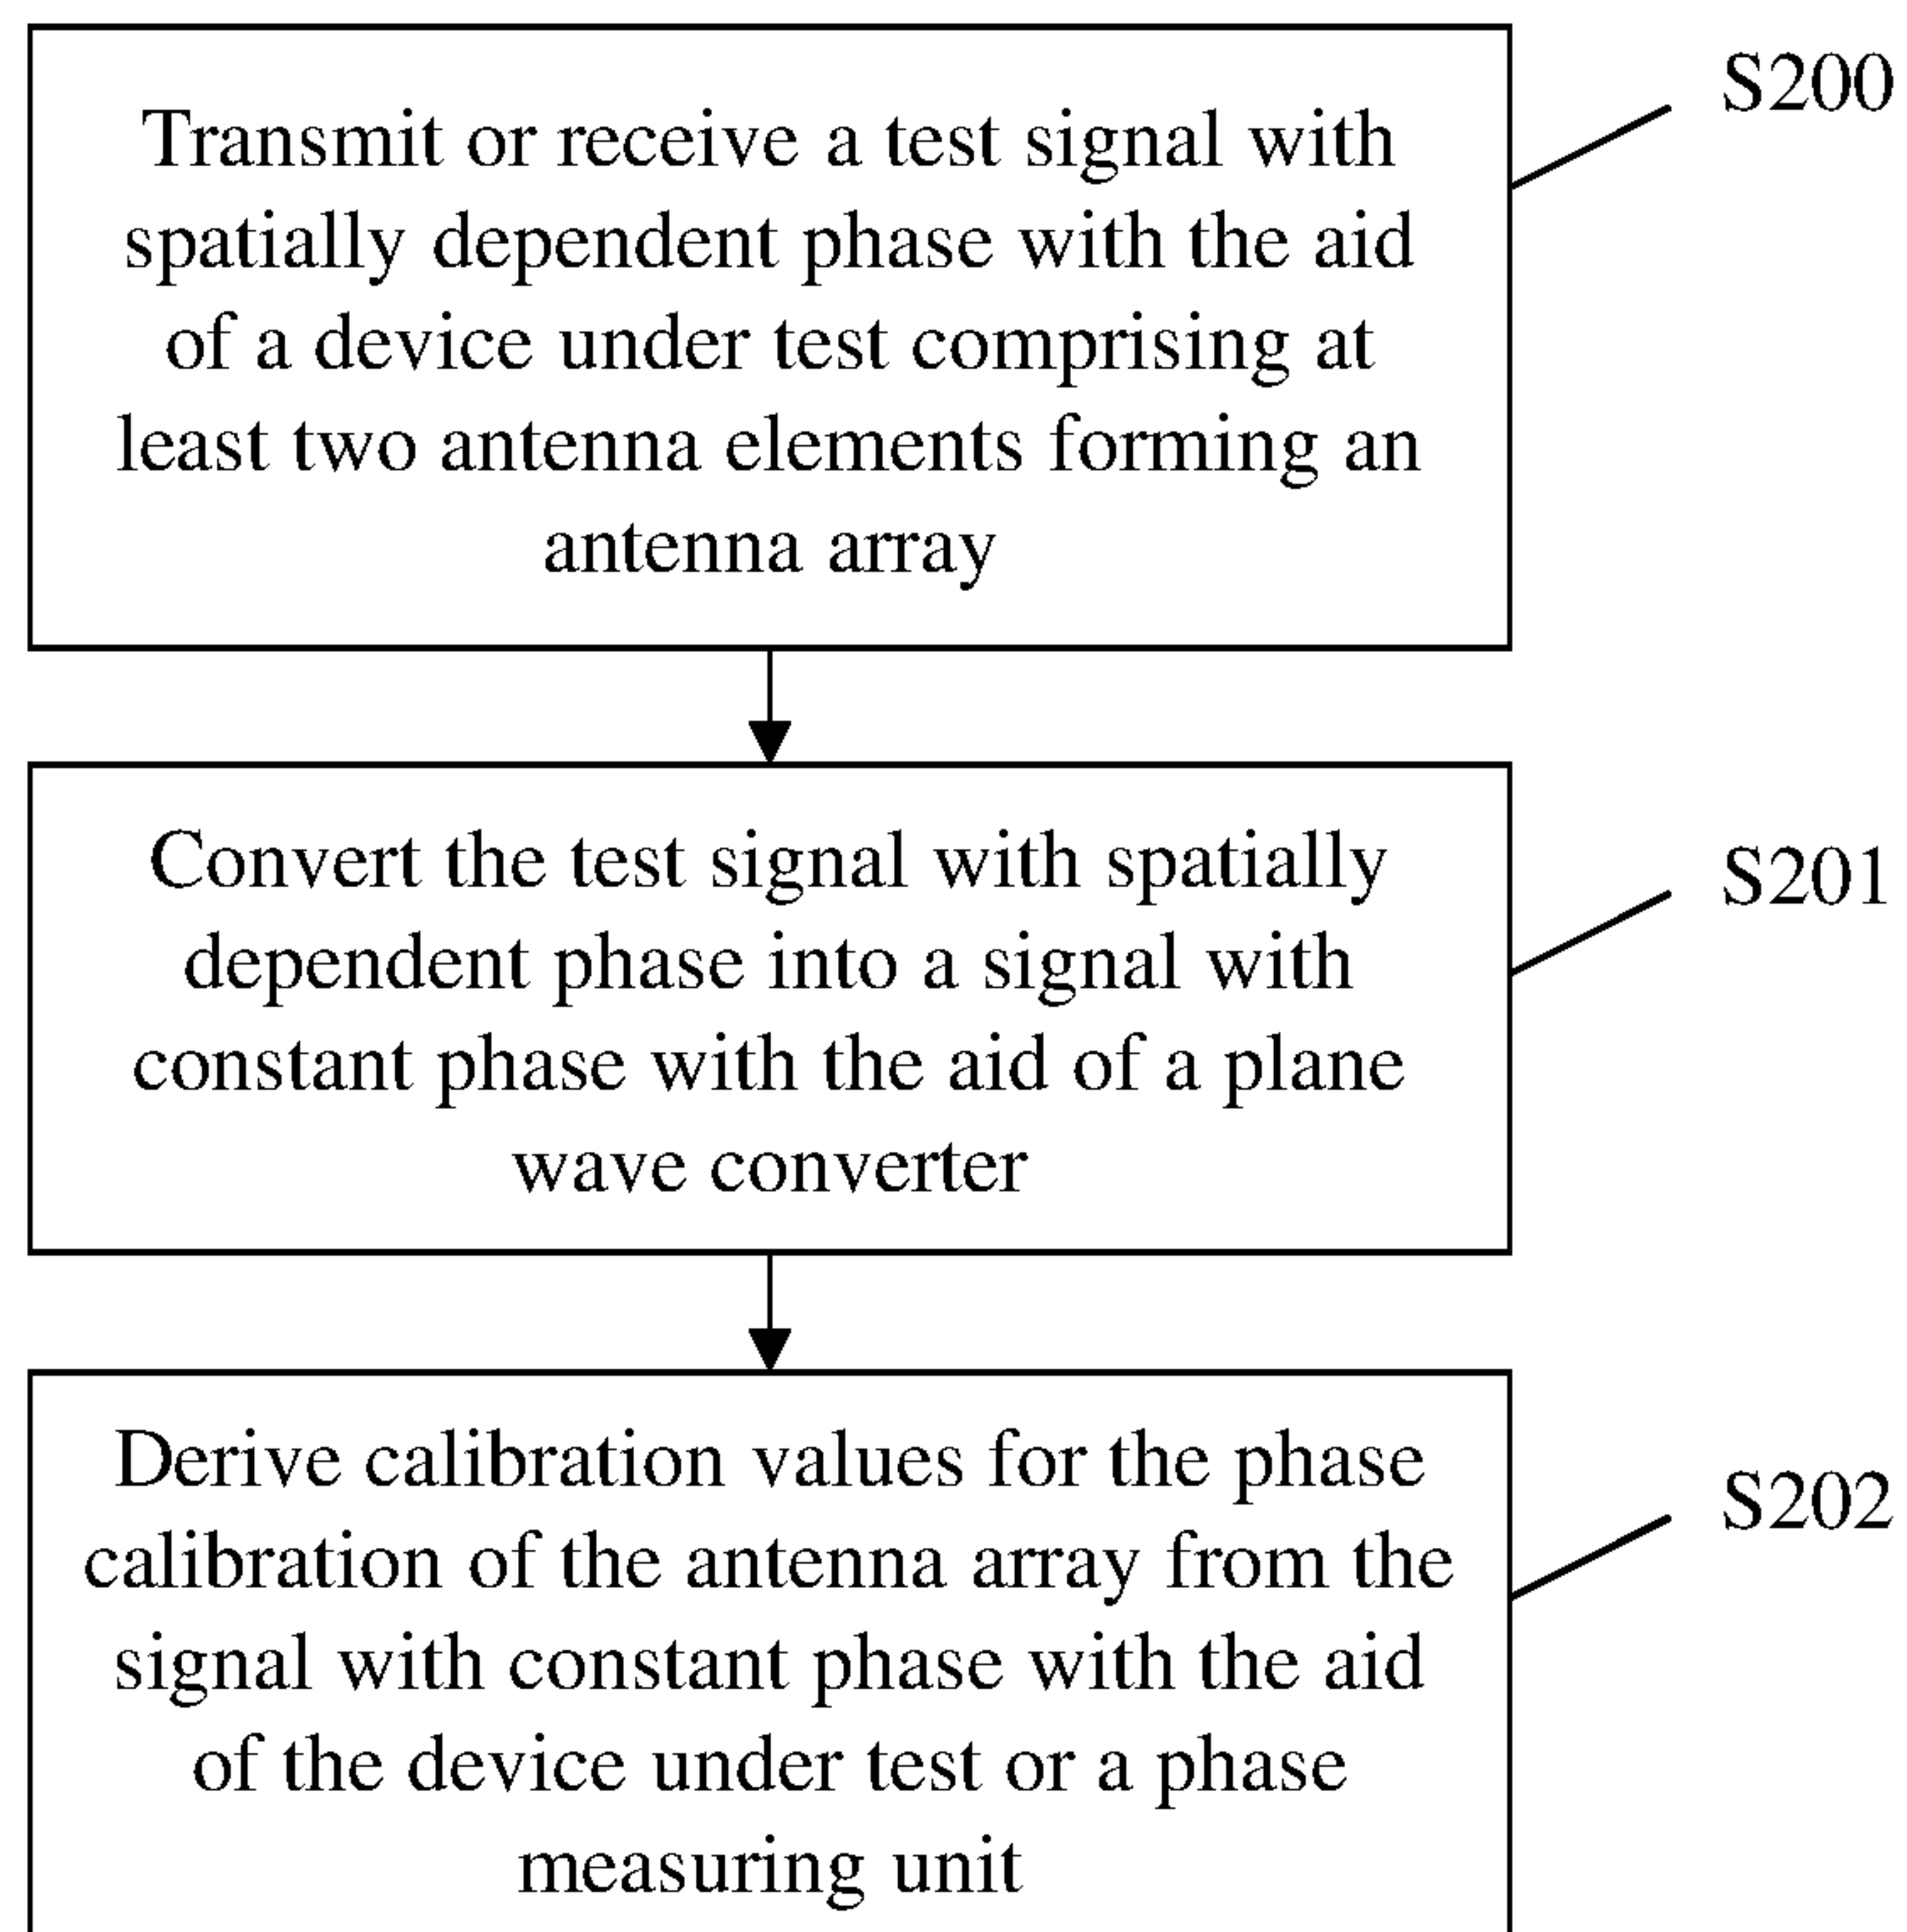 Transmit or receive a test signal with
spatially dependent phase with the aid
of a device under test comprising at
least two antenna elements forming an
antenna array
S200
Convert the test signal with spatially
dependent phase into a signal with
constant phase with the aid of a plane
wave converter
S201
Derive calibration values for the phase
calibration of the antenna array from the
signal with constant phase with the aid
of the device under test or a phase
measuring unit
S202